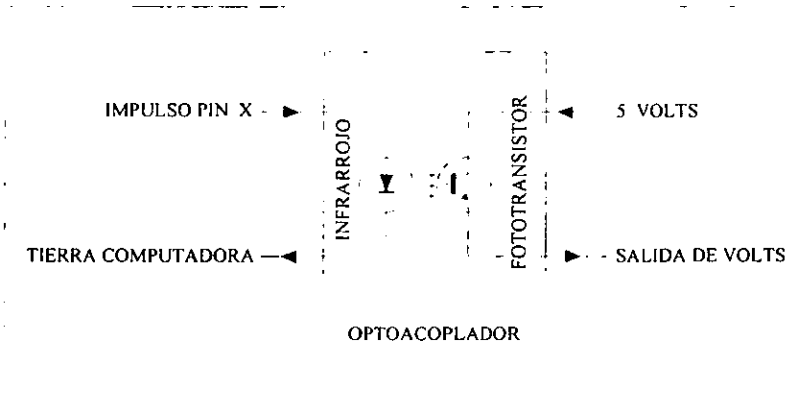 IMPULSO PIN X
INFRARROJO
FOTOTRANSISTOR
5 VOLTS
TIERRA COMPUTADORA
SALIDA DE VOLTS
OPTOACOPLADOR